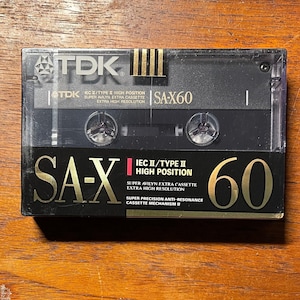 TDK
TDK
IEC II/TYPE II HIGH POSITION
SUPER AVILYN EXTRA CASSETTE
EXTRA HIGH RESOLUTION
SA-X60
SA-X
IEC II/TYPE II
HIGH POSITION
SUPER AVILYN EXTRA CASSETTE
EXTRA HIGH RESOLUTION
SUPER PRECISION ANTI-RESONANCE
CASSETTE MECHANISM II
60